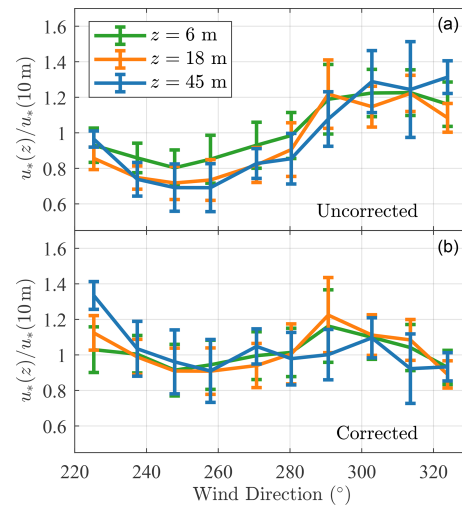 (a)
z = 6 m
z = 18 m
z = 45 m
1.6
1.4
1.2
1
0.8
0.6
u*(z)/u*(10 m)
Uncorrected
(b)
1.6
1.4
1.2
1
0.8
0.6
u*(z)/u*(10 m)
Corrected
220 240 260 280 300 320
Wind Direction (°)